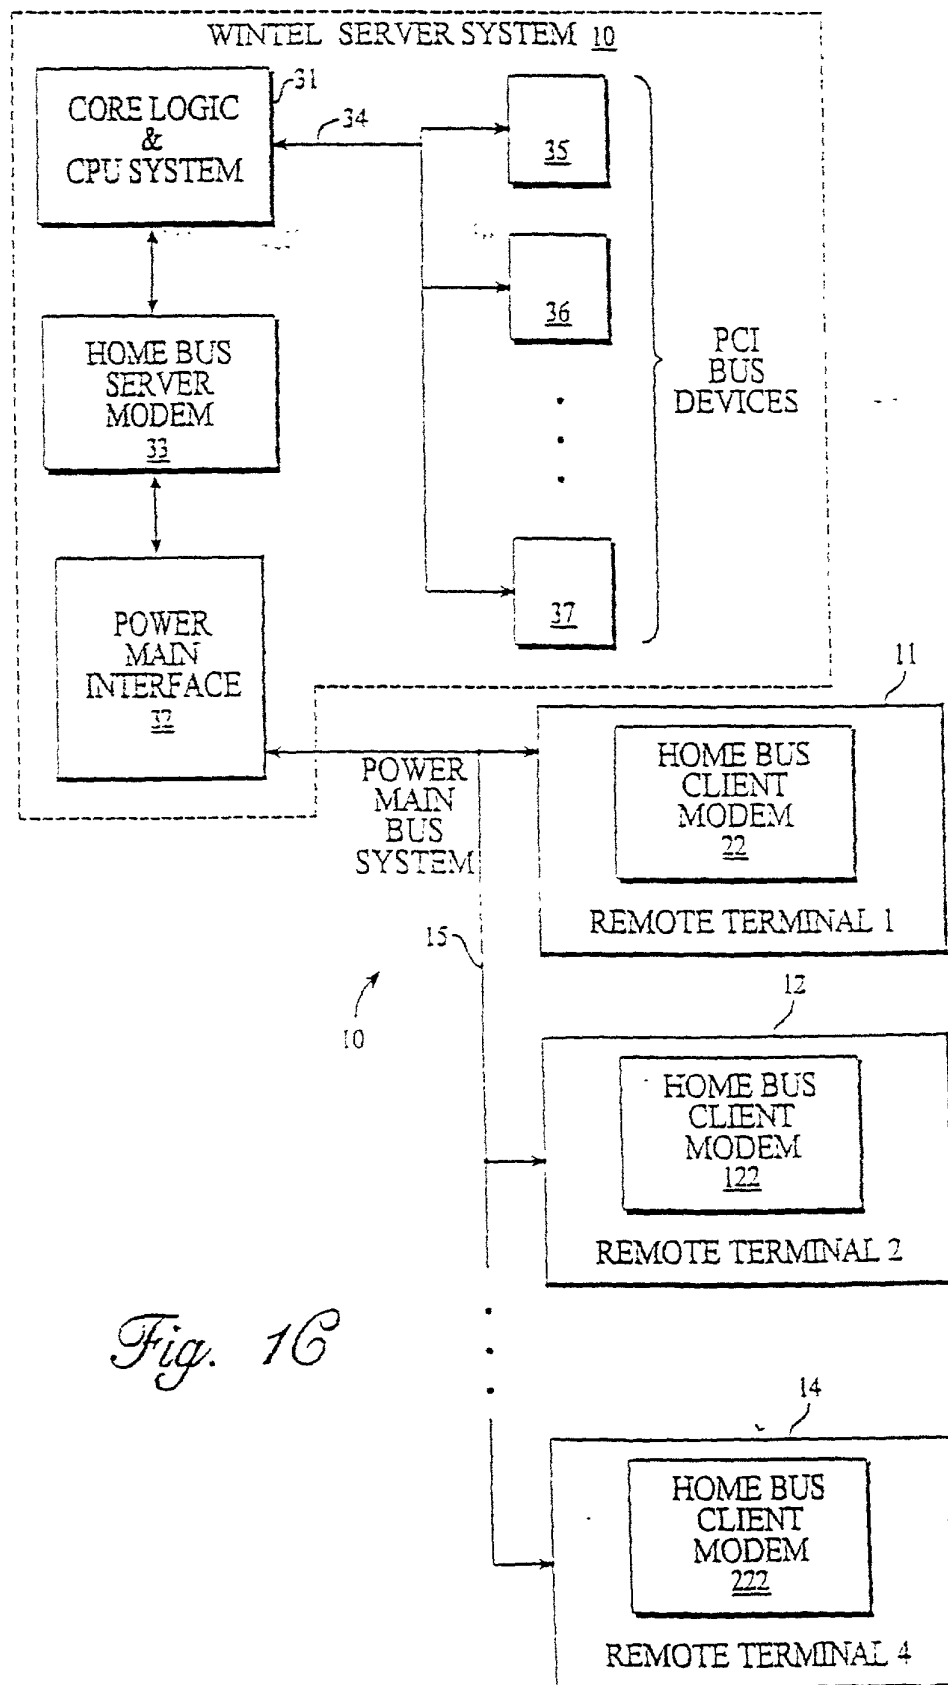 WINTEL SERVER SYSTEM 10
31
CORE LOGIC
&
CPU SYSTEM
34
35
36
HOME BUS
SERVER
MODEM
33
PCI
BUS
DEVICES
37
POWER
MAIN
INTERFACE
32
POWER
MAIN
BUS
SYSTEM
11
HOME BUS
CLIENT
MODEM
22
REMOTE TERMINAL 1
15
10
12
HOME BUS
CLIENT
MODEM
122
REMOTE TERMINAL 2
Fig. 1C
14
HOME BUS
CLIENT
MODEM
222
REMOTE TERMINAL 4